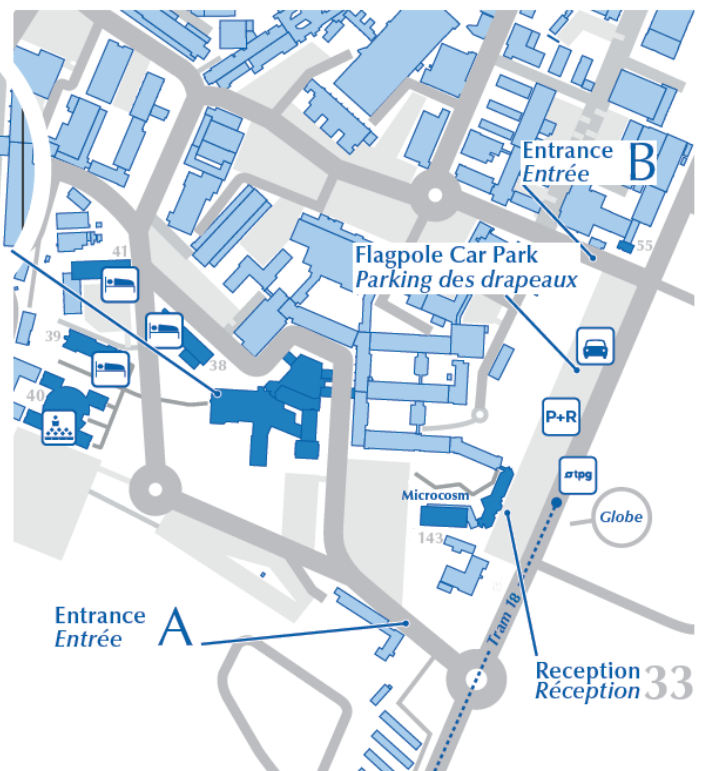 Entrance B
Entrée
55
41
Flagpole Car Park
Parking des drapeaux
39
38
P+R
40
tpg
Microcosm
Globe
143
Tram 18
Entrance A
Entrée
Reception 33
Réception